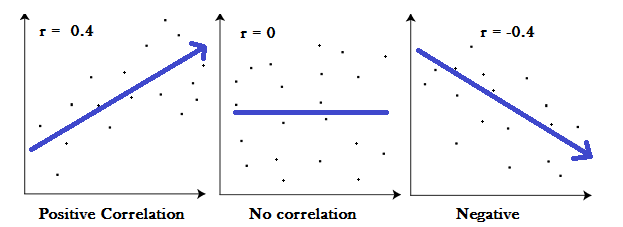 r =  0.4
r = 0
r = -0.4
Positive Correlation
No correlation
Negative